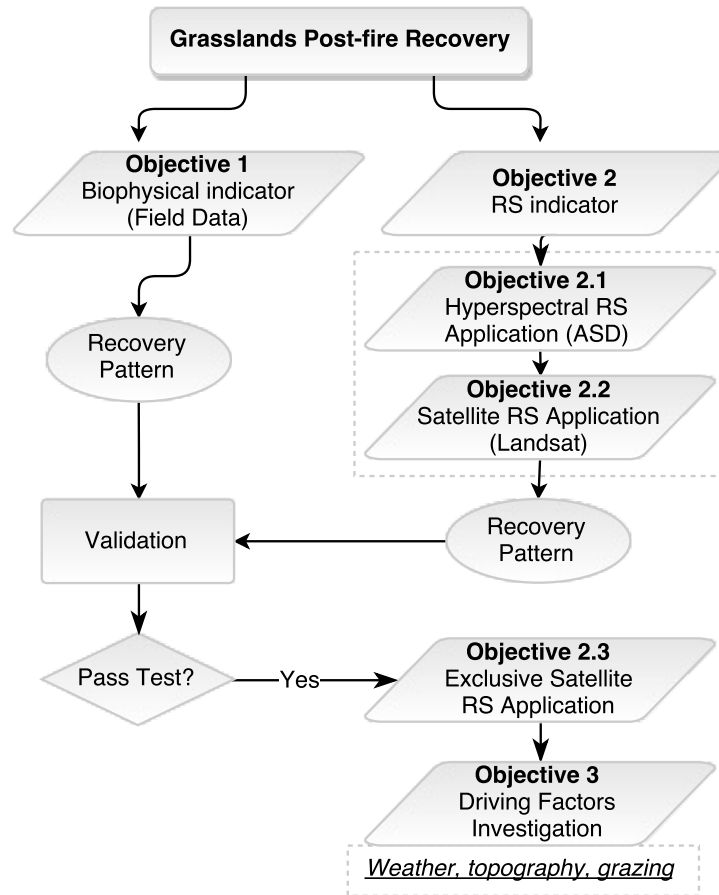 Grasslands Post-fire Recovery
Objective 1
Biophysical indicator
(Field Data)
Objective 2
RS indicator
Objective 2.1
Hyperspectral RS
Application (ASD)
Recovery
Pattern
Objective 2.2
Satellite RS Application
(Landsat)
Validation
Recovery
Pattern
Pass Test?
Yes
Objective 2.3
Exclusive Satellite
RS Application
Objective 3
Driving Factors
Investigation
Weather, topography, grazing